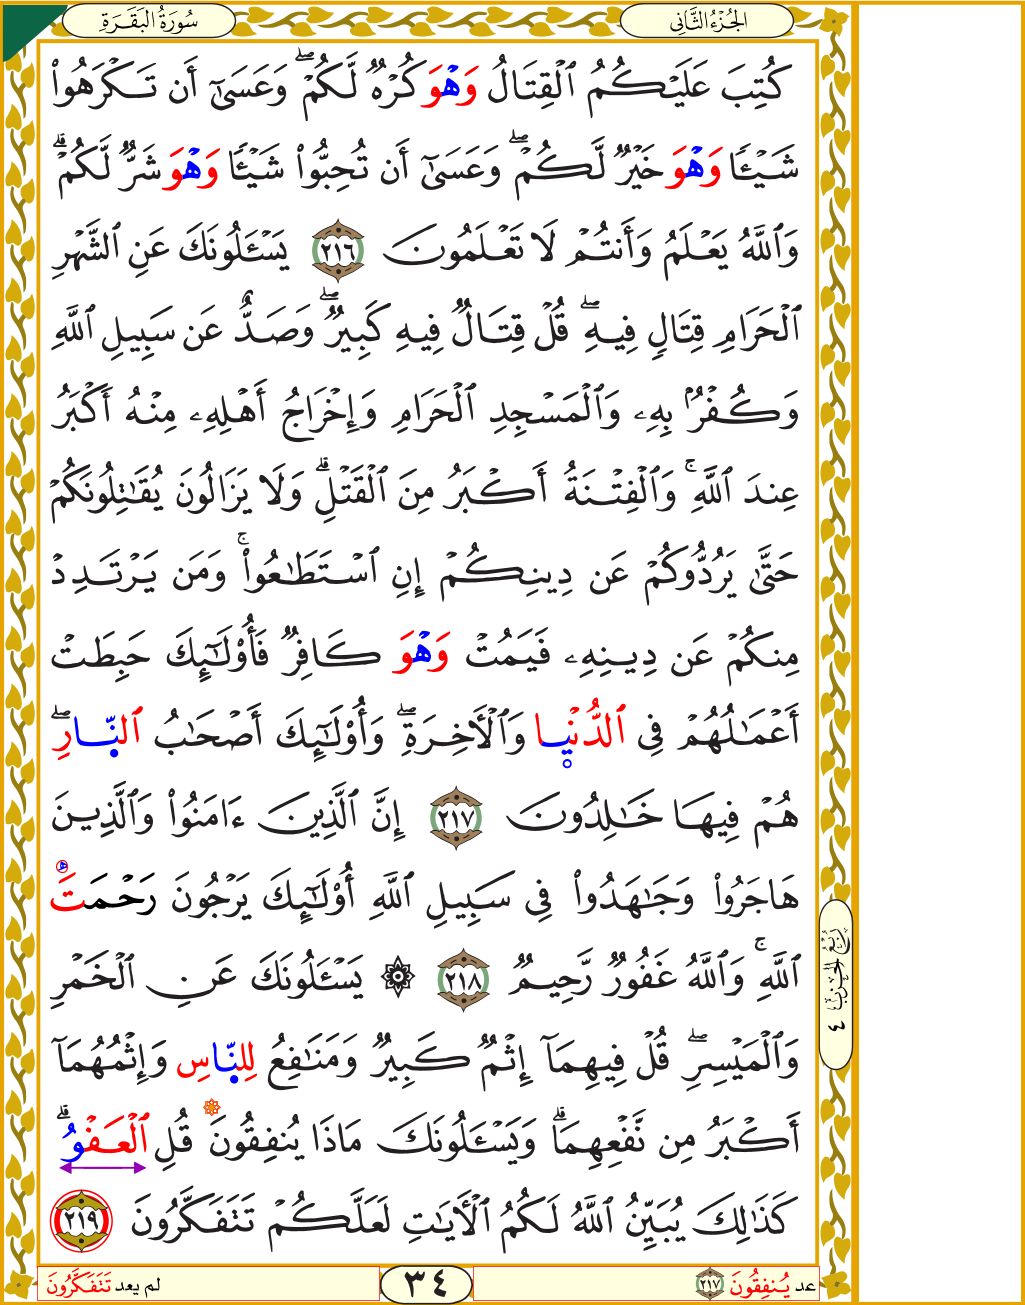 سُورَةُ البَقَرَةِ
الجُزْءُ الثَّانِي
كُتِبَ عَلَيْكُمُ ٱلْقِتَالُ وَهْوَ كُرْهٌ لَّكُمْ ۖ وَعَسَىٰٓ أَن تَكْرَهُوا۟
شَيْـًٔا وَهْوَ خَيْرٌ لَّكُمْ ۖ وَعَسَىٰٓ أَن تُحِبُّوا۟ شَيْـًٔا وَهْوَ شَرٌّ لَّكُمْ ۗ
وَٱللَّهُ يَعْلَمُ وَأَنتُمْ لَا تَعْلَمُونَ ٢١٦ يَسْـَٔلُونَكَ عَنِ ٱلشَّهْرِ
ٱلْحَرَامِ قِتَالٍ فِيهِ ۖ قُلْ قِتَالٌ فِيهِ كَبِيرٌ ۖ وَصَدٌّ عَن سَبِيلِ ٱللَّهِ
وَكُفْرٌۢ بِهِۦ وَٱلْمَسْجِدِ ٱلْحَرَامِ وَإِخْرَاجُ أَهْلِهِۦ مِنْهُ أَكْبَرُ
عِندَ ٱللَّهِ ۚ وَٱلْفِتْنَةُ أَكْبَرُ مِنَ ٱلْقَتْلِ ۗ وَلَا يَزَالُونَ يُقَـٰتِلُونَكُمْ
حَتَّىٰ يَرُدُّوكُمْ عَن دِينِكُمْ إِنِ ٱسْتَطَـٰعُوا۟ ۚ وَمَن يَرْتَدِدْ
مِنكُمْ عَن دِينِهِۦ فَيَمُتْ وَهْوَ كَافِرٌ فَأُو۟لَـٰٓئِكَ حَبِطَتْ
أَعْمَـٰلُهُمْ فِى ٱلدُّنْيَا وَٱلْأَخِرَةِ ۖ وَأُو۟لَـٰٓئِكَ أَصْحَـٰبُ ٱلنَّارِ ۖ
هُمْ فِيهَا خَـٰلِدُونَ ٢١٧ إِنَّ ٱلَّذِينَ ءَامَنُوا۟ وَٱلَّذِينَ
هَاجَرُوا۟ وَجَـٰهَدُوا۟ فِى سَبِيلِ ٱللَّهِ أُو۟لَـٰٓئِكَ يَرْجُونَ رَحْمَتَ
ٱللَّهِ ۚ وَٱللَّهُ غَفُورٌ رَّحِيمٌ ٢١٨ ۞ يَسْـَٔلُونَكَ عَنِ ٱلْخَمْرِ
وَٱلْمَيْسِرِ ۖ قُلْ فِيهِمَآ إِثْمٌ كَبِيرٌ وَمَنَـٰفِعُ لِلنَّاسِ وَإِثْمُهُمَآ
أَكْبَرُ مِن نَّفْعِهِمَا ۗ وَيَسْـَٔلُونَكَ مَاذَا يُنفِقُونَ قُلِ ٱلْعَفْوُ ۗ
كَذَٰلِكَ يُبَيِّنُ ٱللَّهُ لَكُمُ ٱلْأَيَـٰتِ لَعَلَّكُمْ تَتَفَكَّرُونَ ٢١٩
رُبْعُ الحِزْبِ ٤
عد يُنفِقُونَ ٢١٧
٣٤
لم يعد تَتَفَكَّرُونَ